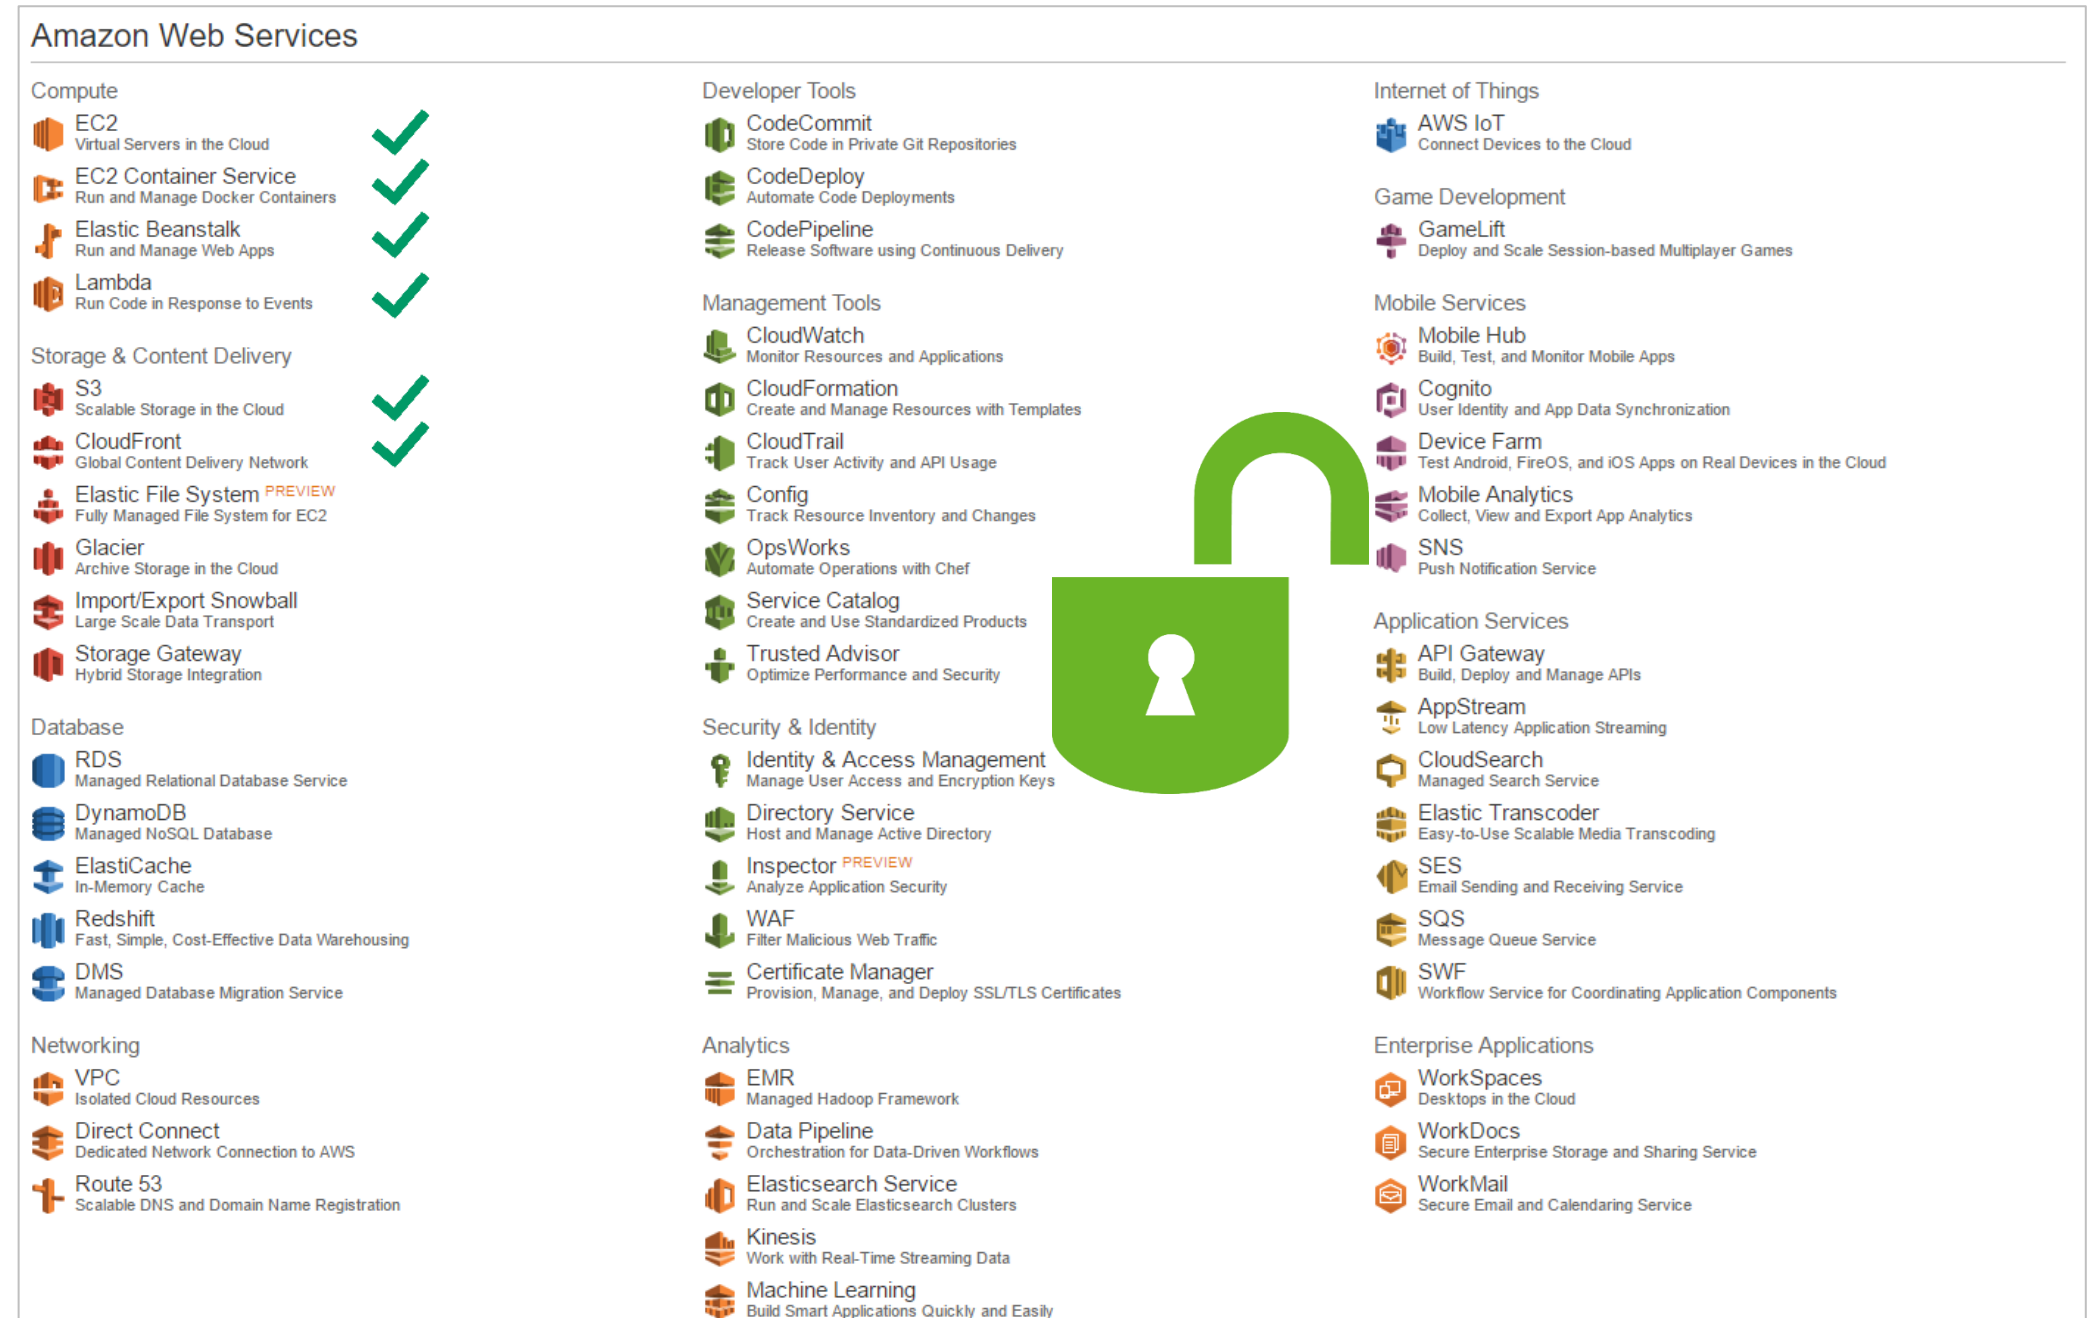 Amazon Web Services
Compute
EC2
Virtual Servers in the Cloud
EC2 Container Service
Run and Manage Docker Containers
Elastic Beanstalk
Run and Manage Web Apps
Lambda
Run Code in Response to Events
Storage & Content Delivery
S3
Scalable Storage in the Cloud
CloudFront
Global Content Delivery Network
Elastic File System PREVIEW
Fully Managed File System for EC2
Glacier
Archive Storage in the Cloud
Import/Export Snowball
Large Scale Data Transport
Storage Gateway
Hybrid Storage Integration
Database
RDS
Managed Relational Database Service
DynamoDB
Managed NoSQL Database
ElastiCache
In-Memory Cache
Redshift
Fast, Simple, Cost-Effective Data Warehousing
DMS
Managed Database Migration Service
Networking
VPC
Isolated Cloud Resources
Direct Connect
Dedicated Network Connection to AWS
Route 53
Scalable DNS and Domain Name Registration
Developer Tools
CodeCommit
Store Code in Private Git Repositories
CodeDeploy
Automate Code Deployments
CodePipeline
Release Software using Continuous Delivery
Management Tools
CloudWatch
Monitor Resources and Applications
CloudFormation
Create and Manage Resources with Templates
CloudTrail
Track User Activity and API Usage
Config
Track Resource Inventory and Changes
OpsWorks
Automate Operations with Chef
Service Catalog
Create and Use Standardized Products
Trusted Advisor
Optimize Performance and Security
Security & Identity
Identity & Access Management
Manage User Access and Encryption Keys
Directory Service
Host and Manage Active Directory
Inspector PREVIEW
Analyze Application Security
WAF
Filter Malicious Web Traffic
Certificate Manager
Provision, Manage, and Deploy SSL/TLS Certificates
Analytics
EMR
Managed Hadoop Framework
Data Pipeline
Orchestration for Data-Driven Workflows
Elasticsearch Service
Run and Scale Elasticsearch Clusters
Kinesis
Work with Real-Time Streaming Data
Machine Learning
Build Smart Applications Quickly and Easily
Internet of Things
AWS IoT
Connect Devices to the Cloud
Game Development
GameLift
Deploy and Scale Session-based Multiplayer Games
Mobile Services
Mobile Hub
Build, Test, and Monitor Mobile Apps
Cognito
User Identity and App Data Synchronization
Device Farm
Test Android, FireOS, and iOS Apps on Real Devices in the Cloud
Mobile Analytics
Collect, View and Export App Analytics
SNS
Push Notification Service
Application Services
API Gateway
Build, Deploy and Manage APIs
AppStream
Low Latency Application Streaming
CloudSearch
Managed Search Service
Elastic Transcoder
Easy-to-Use Scalable Media Transcoding
SES
Email Sending and Receiving Service
SQS
Message Queue Service
SWF
Workflow Service for Coordinating Application Components
Enterprise Applications
WorkSpaces
Desktops in the Cloud
WorkDocs
Secure Enterprise Storage and Sharing Service
WorkMail
Secure Email and Calendaring Service